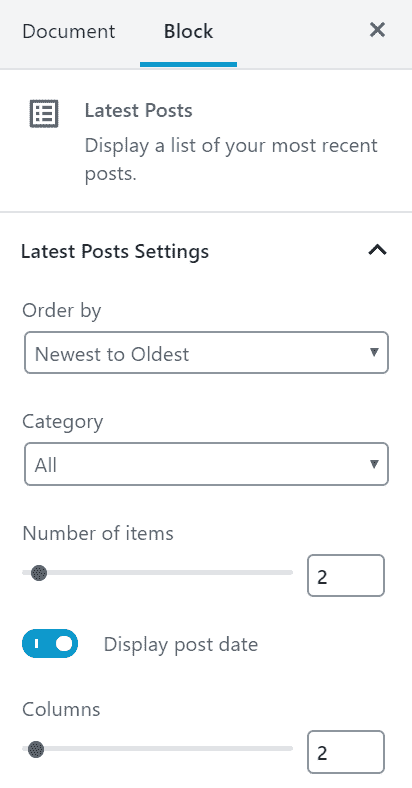 Document Block
Latest Posts
Display a list of your most recent
posts.
Latest Posts Settings
Order by
Newest to Oldest
Category
All
Number of items
2
Display post date
Columns
2